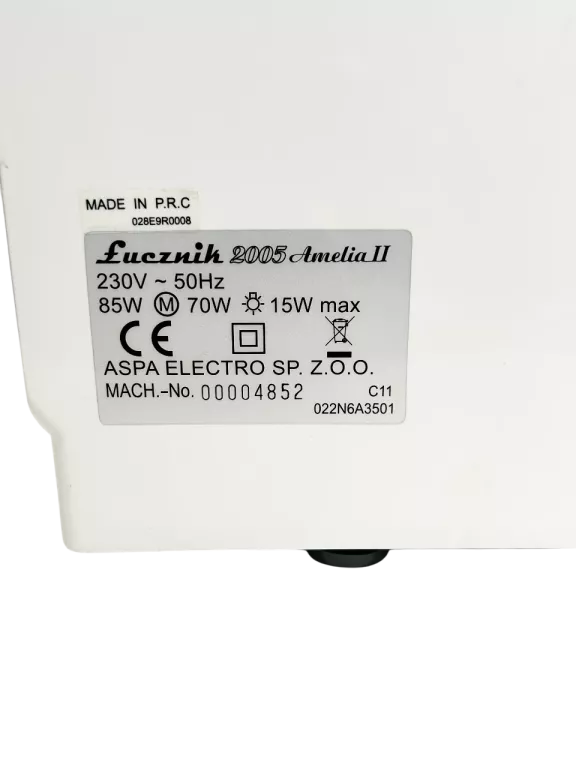 MADE IN P.R.C
028E9R0008
Łucznik 2005 Amelia II
230V ~ 50Hz
85W M 70W 15W max
CE
ASPA ELECTRO SP. Z.O.O.
MACH.-No. 00004852
C11
022N6A3501